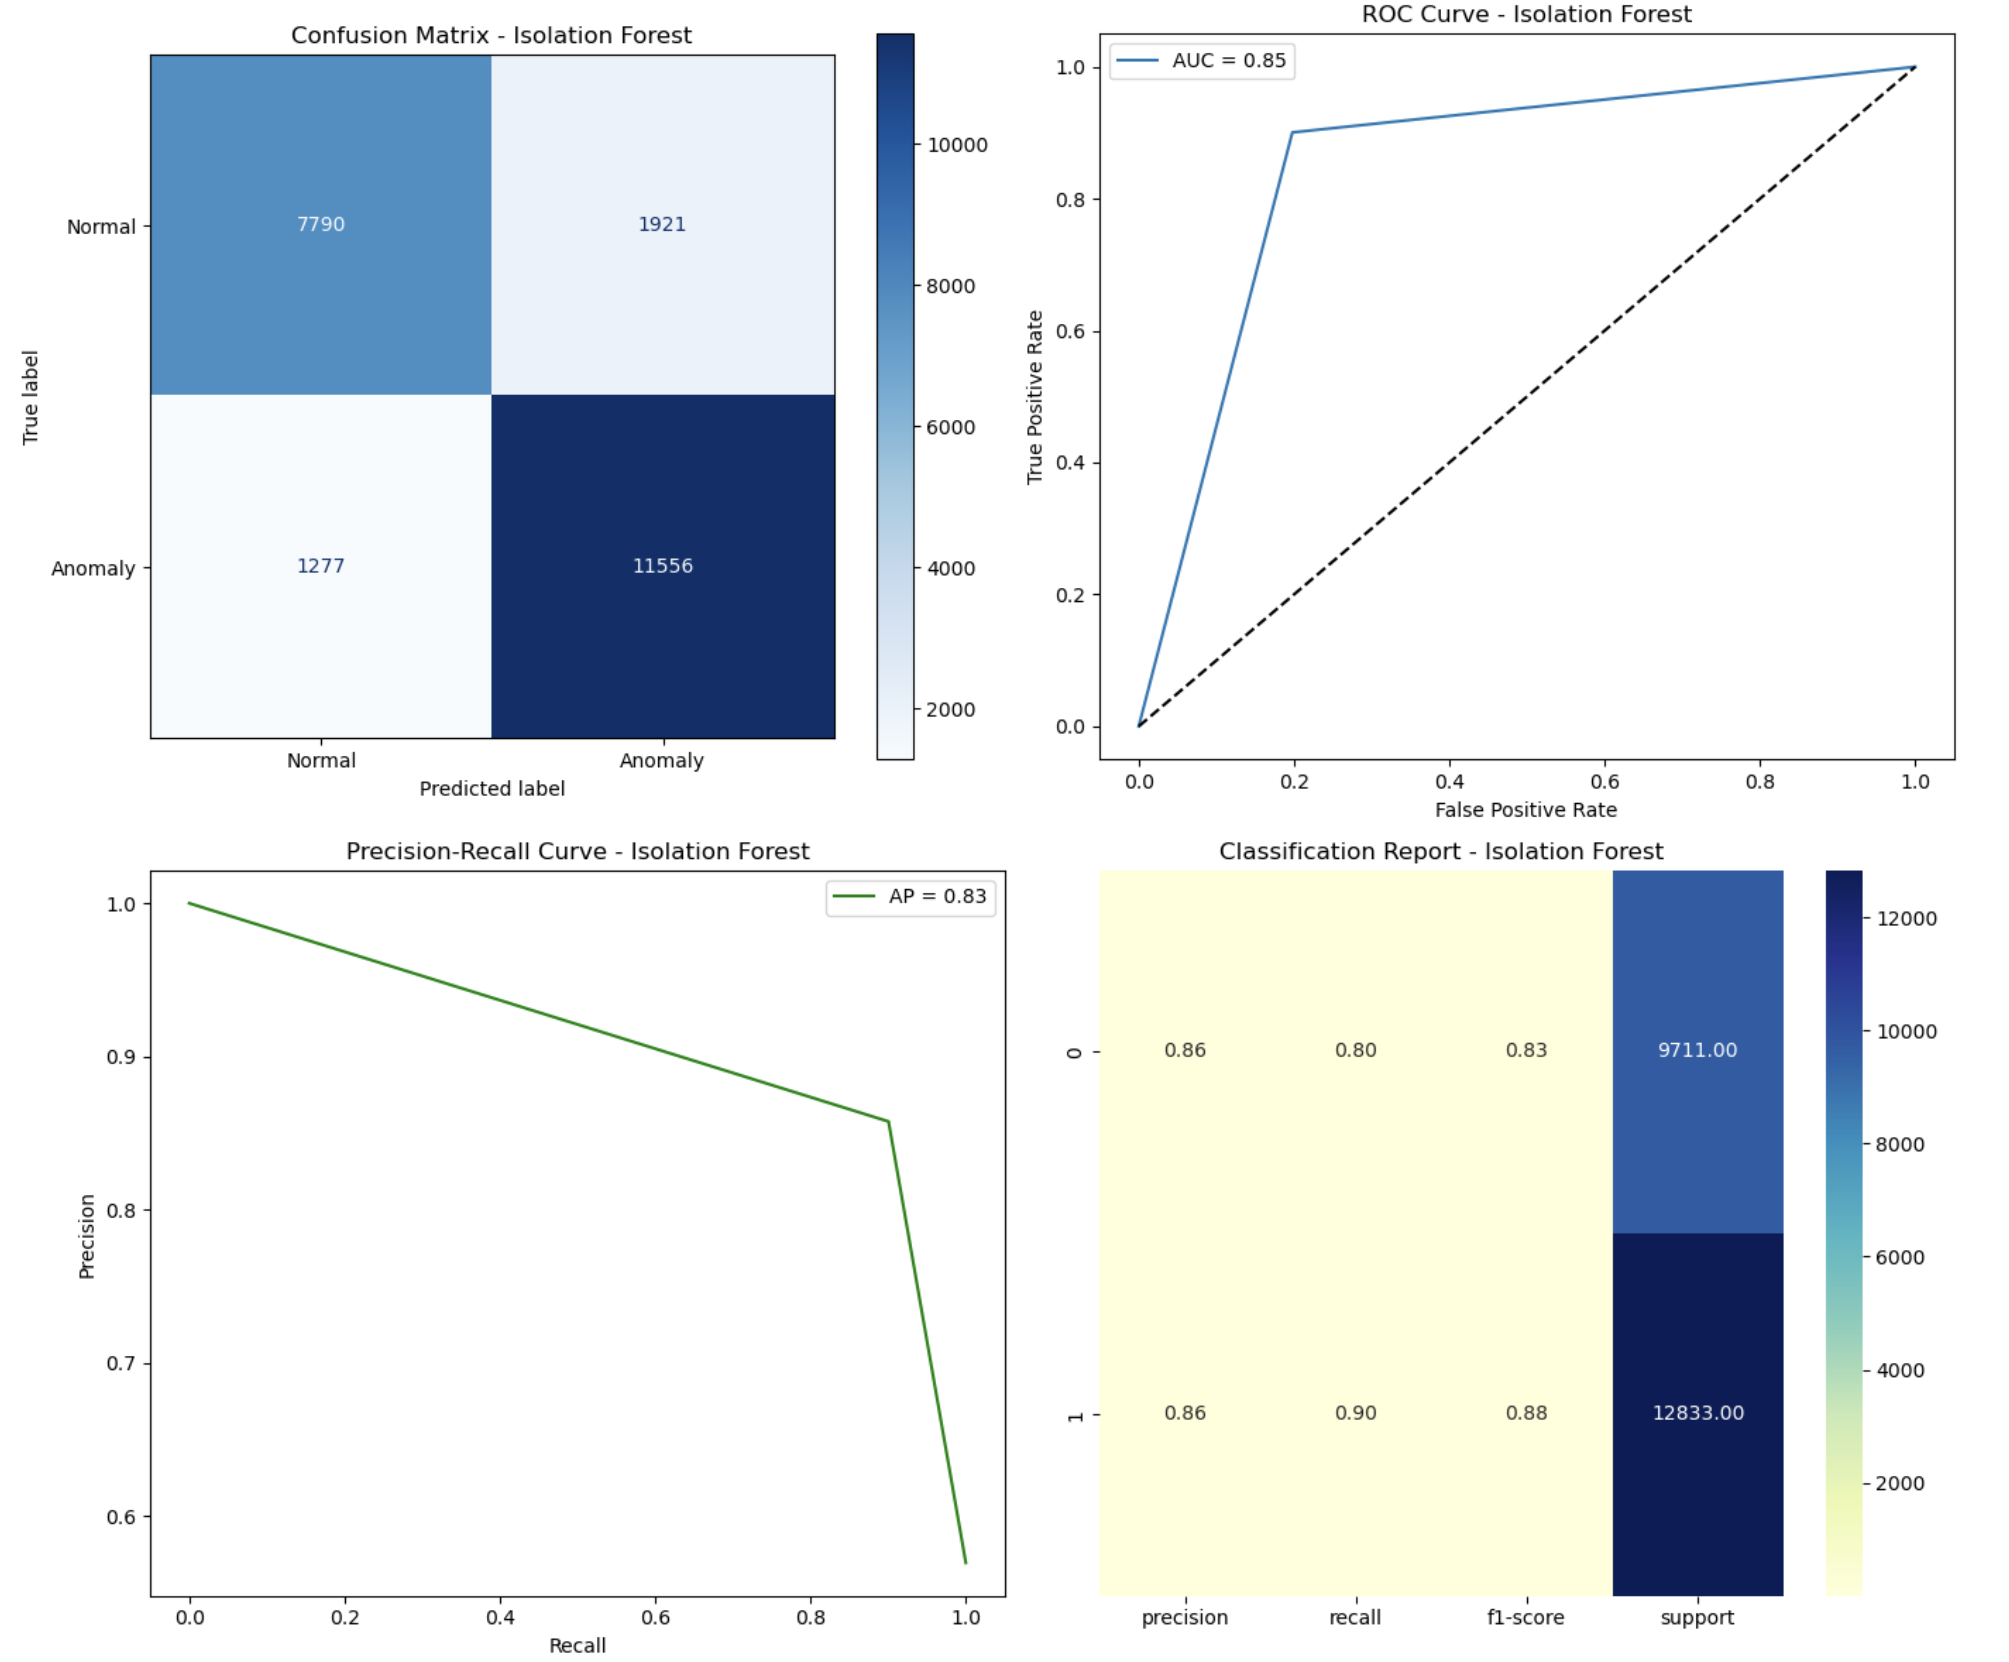 Confusion Matrix - Isolation Forest
True label
Normal
7790
1921
Anomaly
1277
11556
Normal
Anomaly
Predicted label
10000
8000
6000
4000
2000
ROC Curve - Isolation Forest
AUC = 0.85
True Positive Rate
1.0
0.8
0.6
0.4
0.2
0.0
0.0
0.2
0.4
0.6
0.8
1.0
False Positive Rate
Precision-Recall Curve - Isolation Forest
AP = 0.83
Precision
1.0
0.9
0.8
0.7
0.6
0.0
0.2
0.4
0.6
0.8
1.0
Recall
Classification Report - Isolation Forest
0
0.86
0.80
0.83
9711.00
1
0.86
0.90
0.88
12833.00
precision
recall
f1-score
support
12000
10000
8000
6000
4000
2000